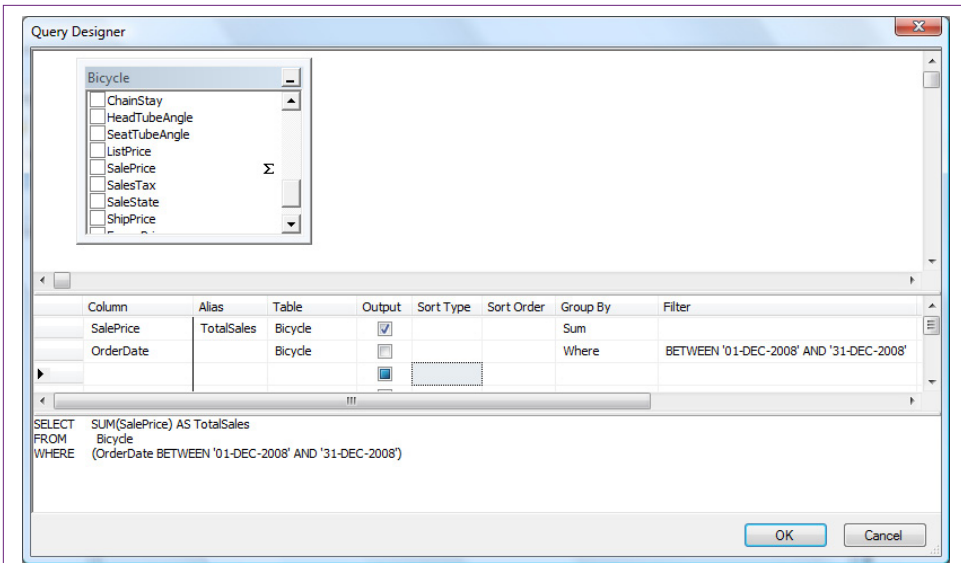 Query Designer
Bicycle
ChainStay
HeadTubeAngle
SeatTubeAngle
ListPrice
SalePrice Σ
SalesTax
SaleState
ShipPrice
Column Alias Table Output Sort Type Sort Order Group By Filter
SalePrice TotalSales Bicycle Sum
OrderDate Bicycle Where BETWEEN '01-DEC-2008' AND '31-DEC-2008'
SELECT SUM(SalePrice) AS TotalSales
FROM Bicycle
WHERE (OrderDate BETWEEN '01-DEC-2008' AND '31-DEC-2008')
OK Cancel